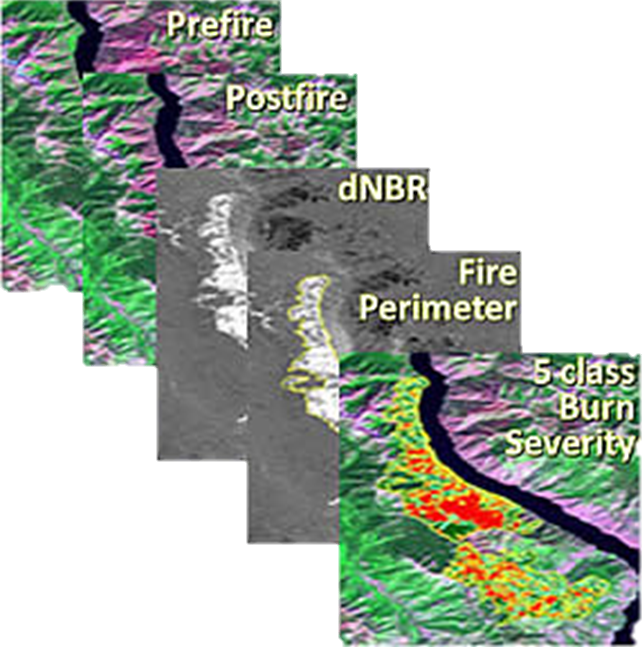 Prefire
Postfire
dNBR
Fire
Perimeter
5 class
Burn
Severity